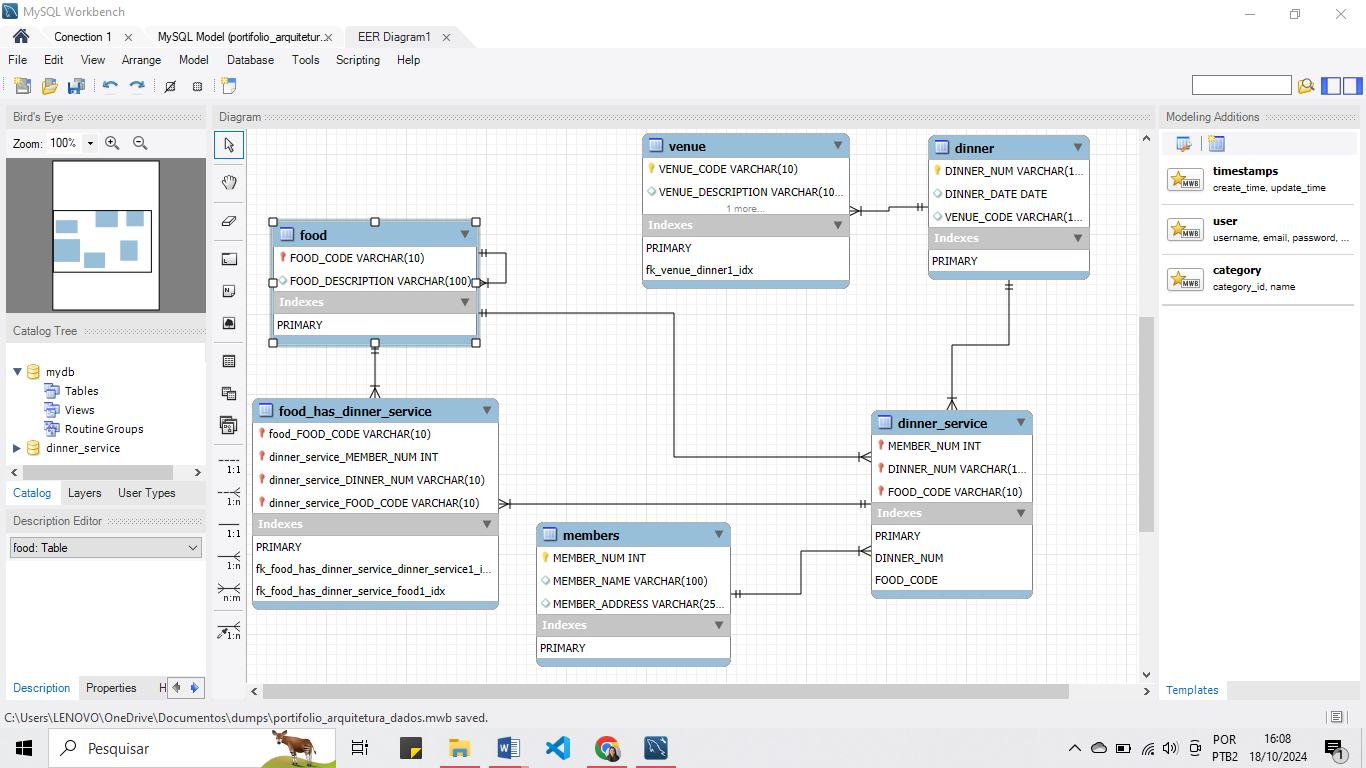 MySQL Workbench
Conection 1
MySQL Model (portifolio_arquitetur...
EER Diagram1
File Edit View Arrange Model Database Tools Scripting Help
Bird's Eye
Zoom: 100%
Diagram
Modeling Additions
timestamps
create_time, update_time
user
username, email, password, ...
category
category_id, name
venue
VENUE_CODE VARCHAR(10)
VENUE_DESCRIPTION VARCHAR(10...
1 more...
Indexes
PRIMARY
fk_venue_dinner1_idx
dinner
DINNER_NUM VARCHAR(1...
DINNER_DATE DATE
VENUE_CODE VARCHAR(1...
Indexes
PRIMARY
food
FOOD_CODE VARCHAR(10)
FOOD_DESCRIPTION VARCHAR(100)
Indexes
PRIMARY
Catalog Tree
mydb
Tables
Views
Routine Groups
dinner_service
Catalog Layers User Types
Description Editor
food: Table
Description Properties H
1:1
1:n
1:1
1:n
n:m
1:n
food_has_dinner_service
food_FOOD_CODE VARCHAR(10)
dinner_service_MEMBER_NUM INT
dinner_service_DINNER_NUM VARCHAR(10)
dinner_service_FOOD_CODE VARCHAR(10)
Indexes
PRIMARY
fk_food_has_dinner_service_dinner_service1_i...
fk_food_has_dinner_service_food1_idx
members
MEMBER_NUM INT
MEMBER_NAME VARCHAR(100)
MEMBER_ADDRESS VARCHAR(25...
Indexes
PRIMARY
dinner_service
MEMBER_NUM INT
DINNER_NUM VARCHAR(1...
FOOD_CODE VARCHAR(10)
Indexes
PRIMARY
DINNER_NUM
FOOD_CODE
Templates
C:\Users\LENOVO\OneDrive\Documentos\dumps\portifolio_arquitetura_dados.mwb saved.
Pesquisar
POR
PTB2
16:08
18/10/2024
1